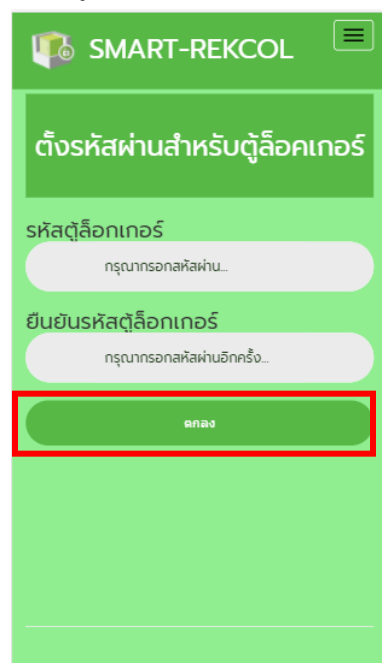 SMART-REKCOL
ตั้งรหัสผ่านสำหรับตู้ล็อคเกอร์
รหัสตู้ล็อกเกอร์
กรุณากรอกสหัสผ่าน...
ยืนยันรหัสตู้ล็อกเกอร์
กรุณากรอกสหัสผ่านอีกครั้ง...
ตกลง